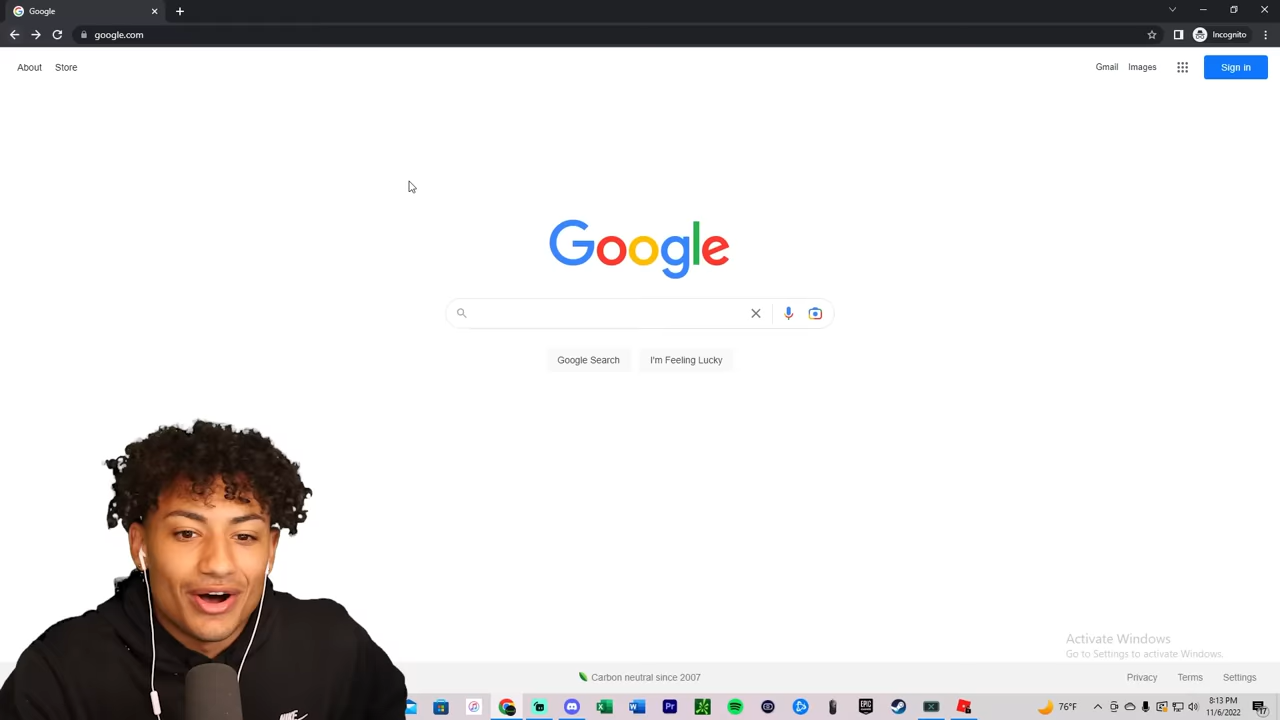 Google
google.com
Incognito
About
Store
Gmail
Images
Sign in
Google
Google Search
I'm Feeling Lucky
Activate Windows
Go to Settings to activate Windows.
Carbon neutral since 2007
Privacy
Terms
Settings
76°F
8:13 PM
11/6/2022